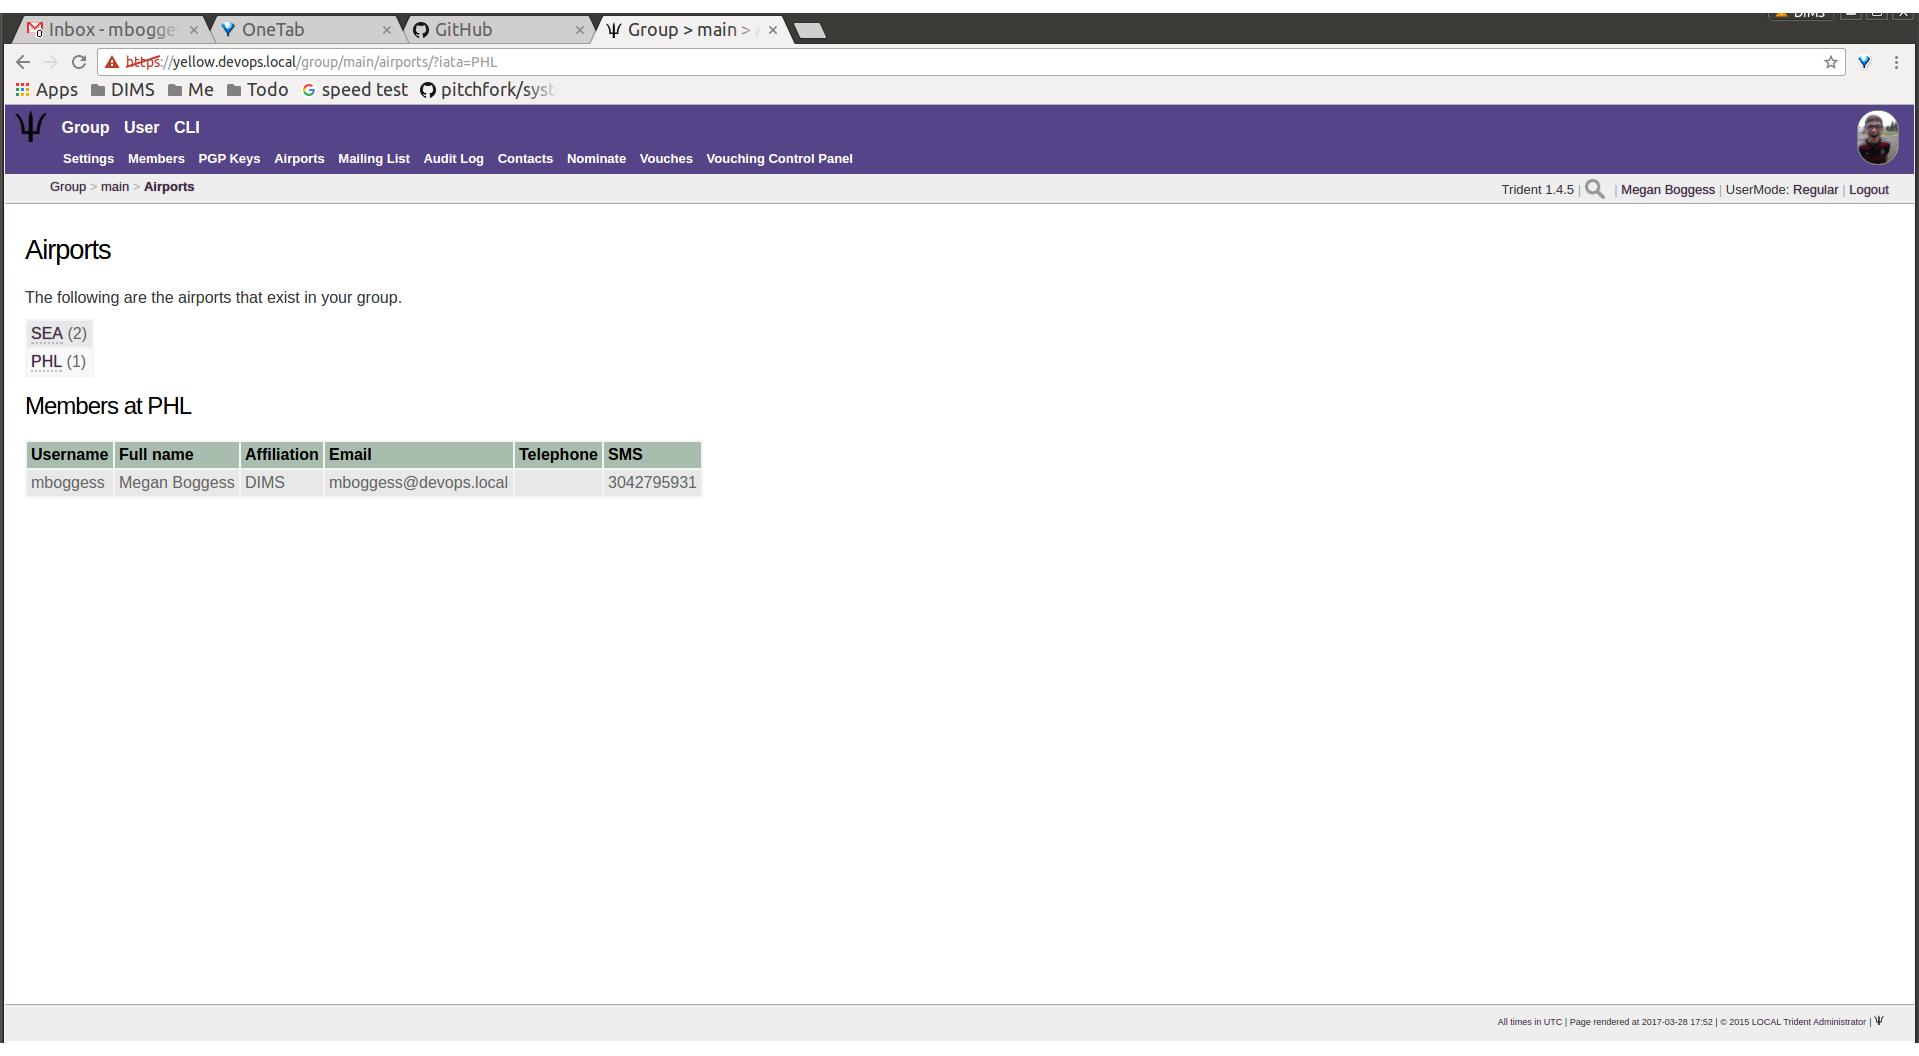 DIMS
Inbox - mbogges
OneTab
GitHub
Group > main >
https://yellow.devops.local/group/main/airports/?iata=PHL
Apps DIMS Me Todo speed test pitchfork/syst
Group User CLI
Settings Members PGP Keys Airports Mailing List Audit Log Contacts Nominate Vouches Vouching Control Panel
Group > main > Airports
Trident 1.4.5 | | Megan Boggess | UserMode: Regular | Logout
Airports
The following are the airports that exist in your group.
SEA (2)
PHL (1)
Members at PHL
Username Full name Affiliation Email Telephone SMS
mboggess Megan Boggess DIMS mboggess@devops.local 3042795931
All times in UTC | Page rendered at 2017-03-28 17:52 | © 2015 LOCAL Trident Administrator |